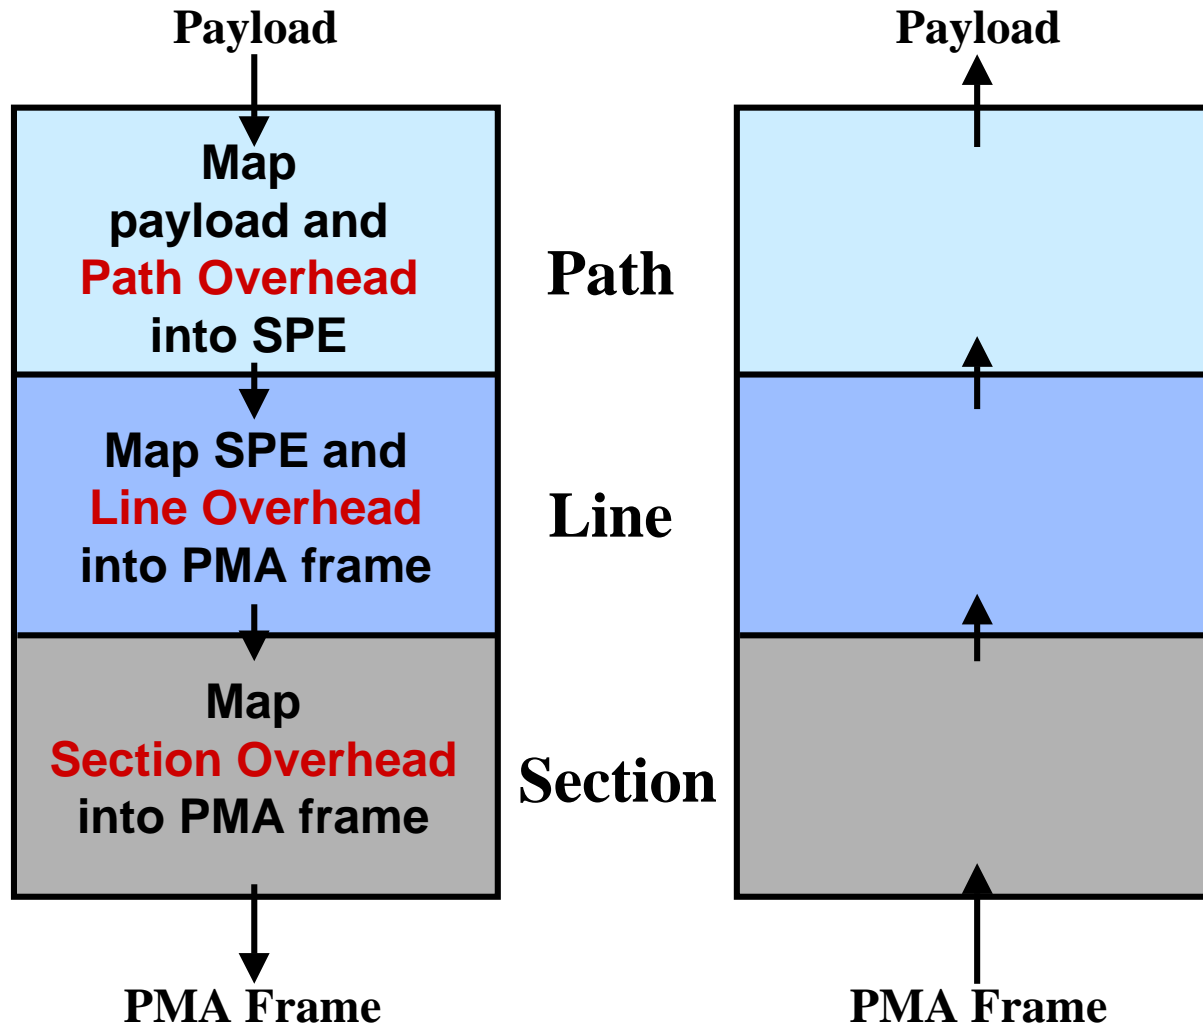 Payload
Payload
Map
payload and
Path Overhead
into SPE
Path
Map SPE and
Line Overhead
into PMA frame
Line
Map
Section Overhead
into PMA frame
Section
PMA Frame
PMA Frame